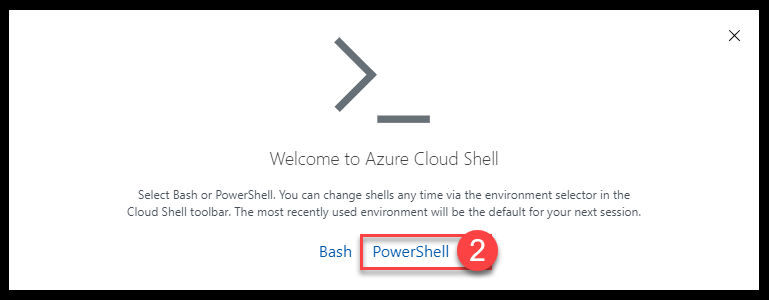 Welcome to Azure Cloud Shell
Select Bash or PowerShell. You can change shells any time via the environment selector in the
Cloud Shell toolbar. The most recently used environment will be the default for your next session.
Bash PowerShell 2